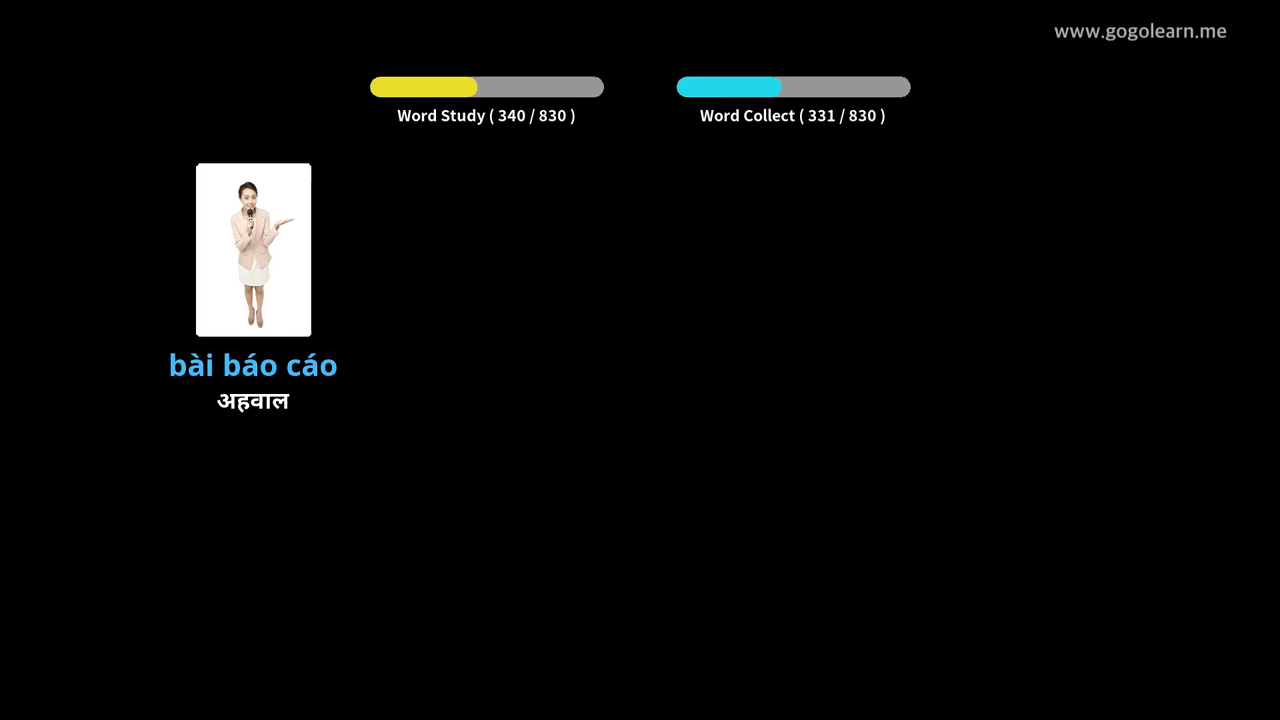 www.gogolearn.me
Word Study ( 340 / 830 )
Word Collect ( 331 / 830 )
bài báo cáo
अहवाल